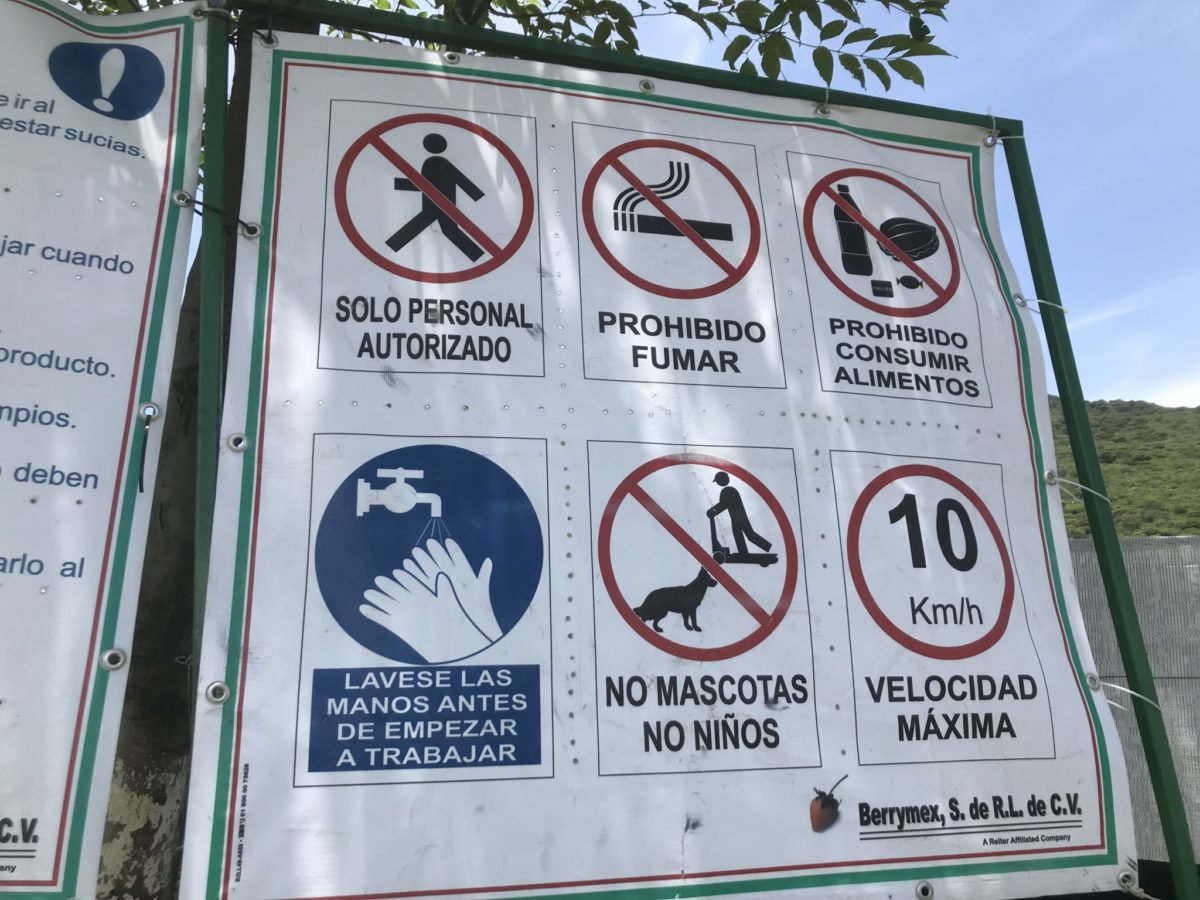 e ir al
estar sucias.
jar cuando
producto.
mpios.
deben
arlo al
C.V.
SOLO PERSONAL
AUTORIZADO
PROHIBIDO
FUMAR
PROHIBIDO
CONSUMIR
ALIMENTOS
LAVESE LAS
MANOS ANTES
DE EMPEZAR
A TRABAJAR
NO MASCOTAS
NO NIÑOS
10
Km/h
VELOCIDAD
MÁXIMA
Berrymex, S. de R.L. de C.V.
A Reiter Affiliated Company